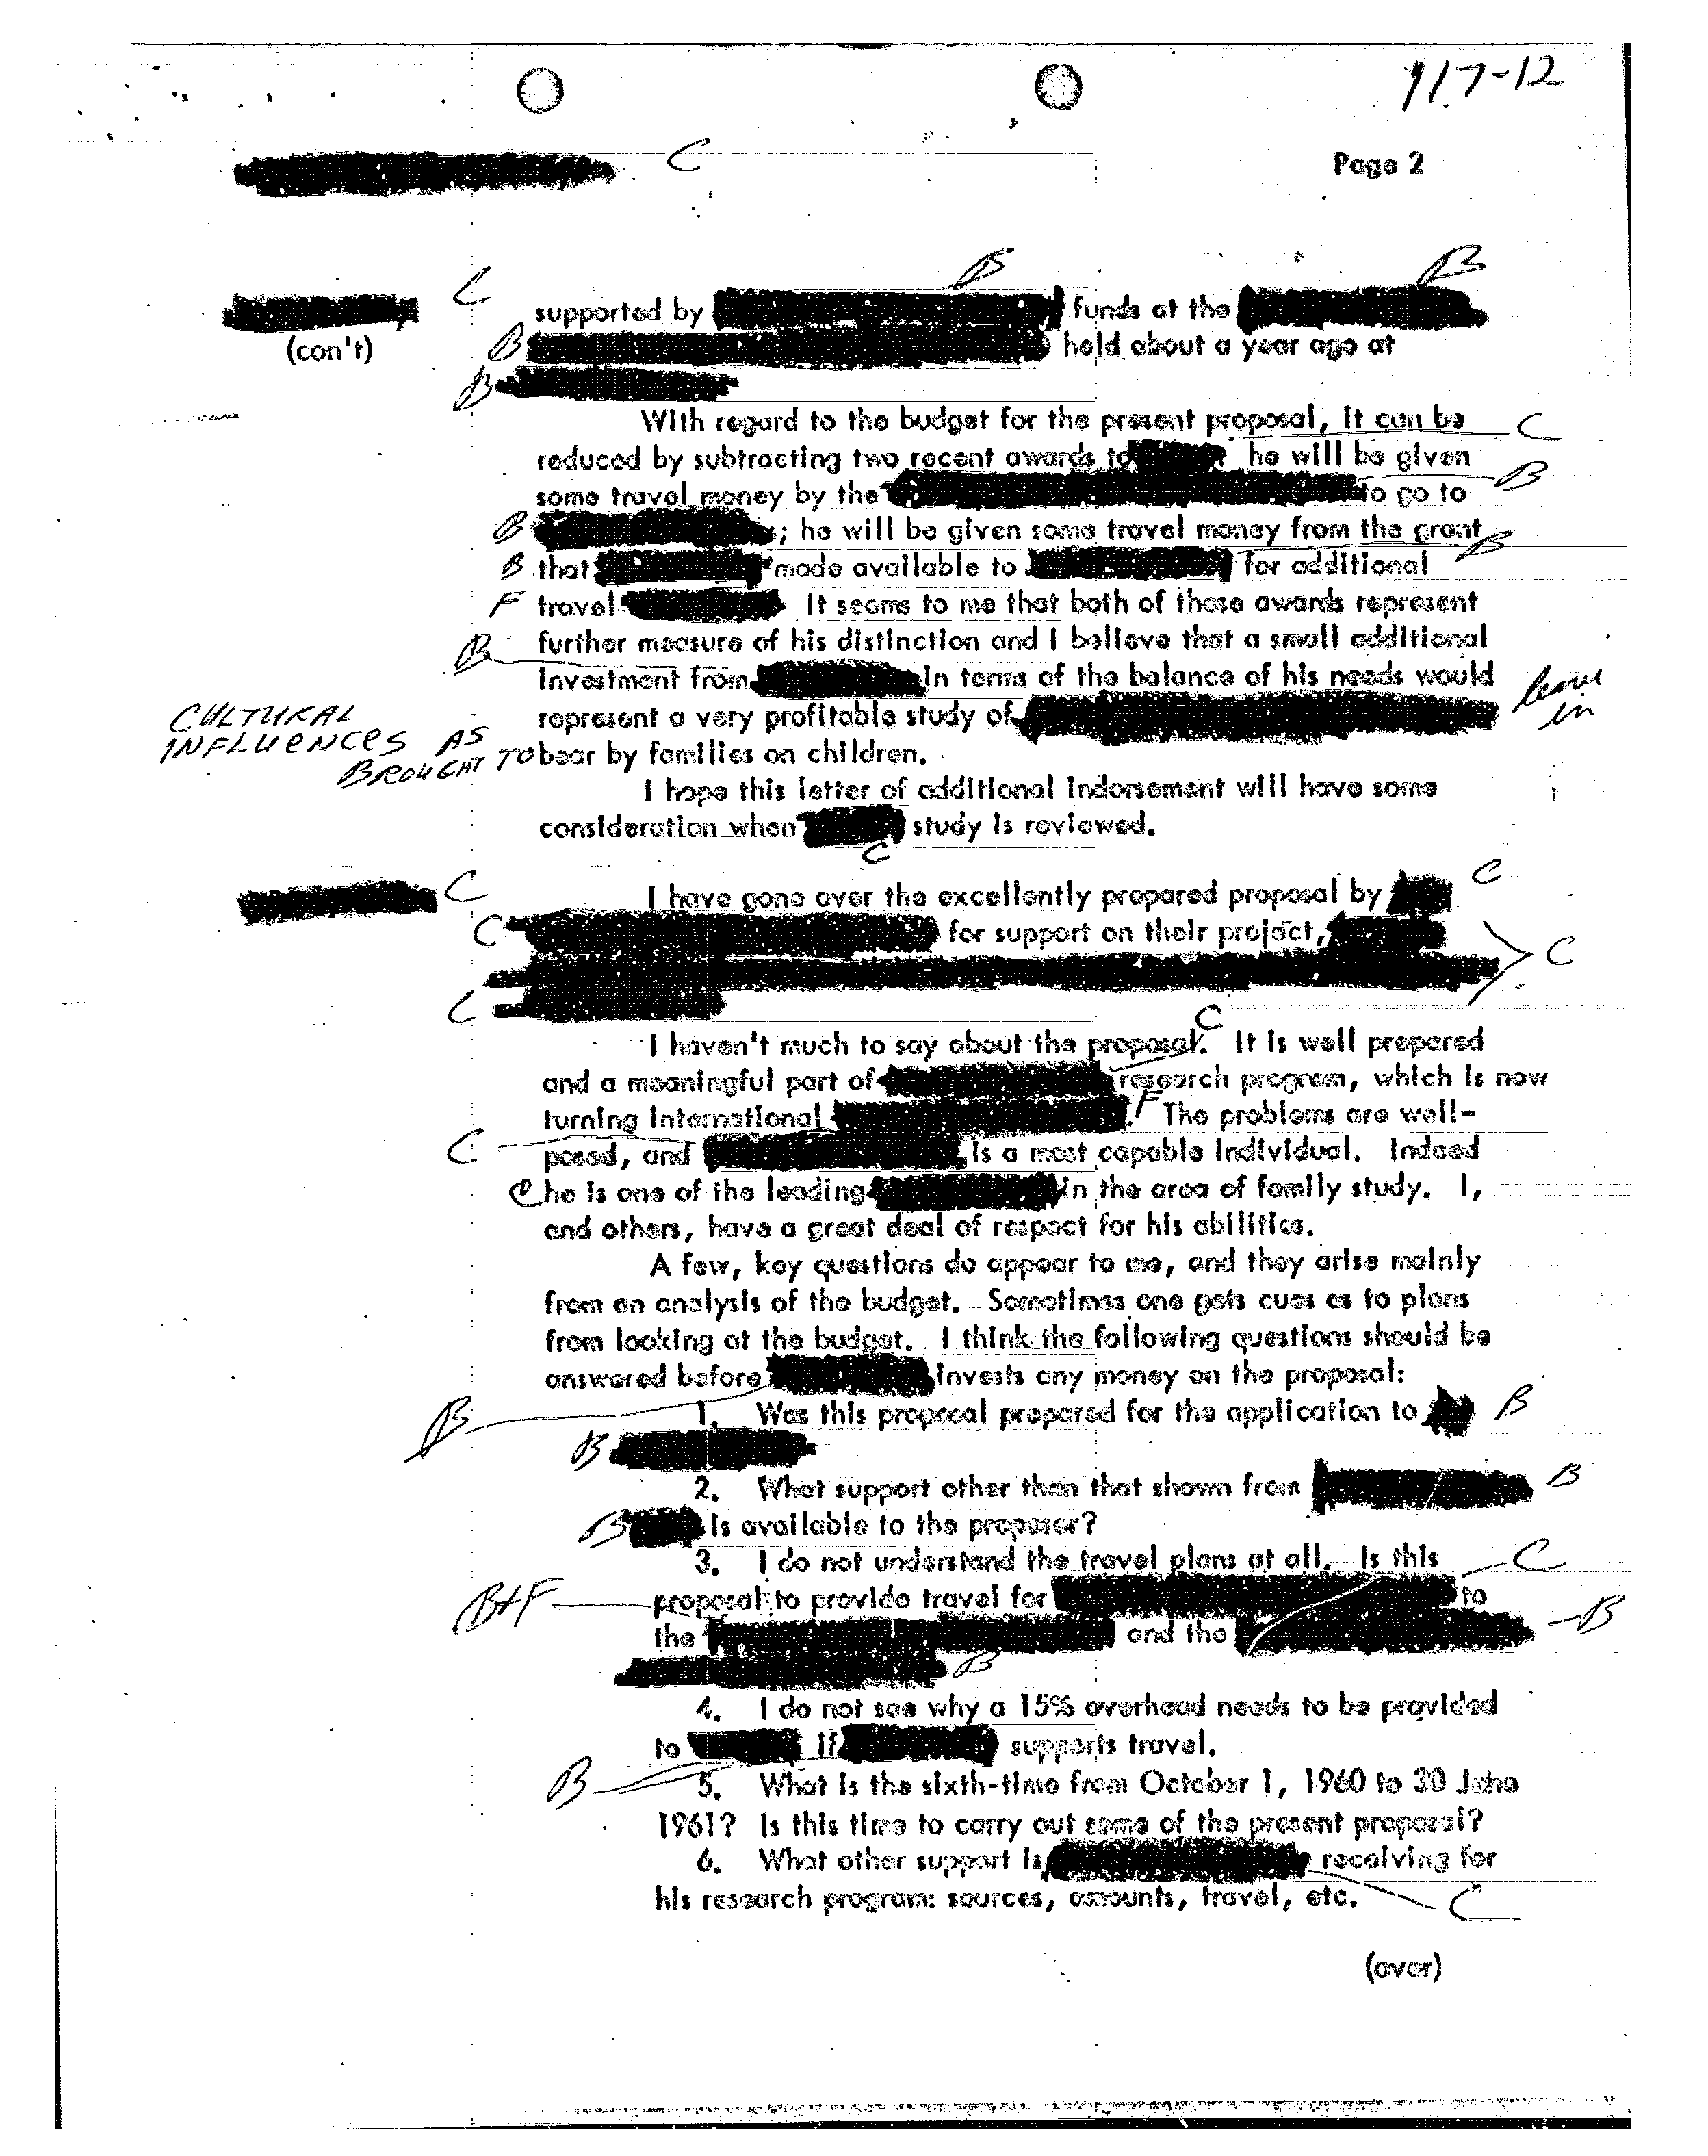 117-12
C
Page 2
C B B
supported by funds at the
(con't) B held about a year ago at
B
With regard to the budget for the present proposal, it can be C
reduced by subtracting two recent awards to he will be given
some travel money by the to go to B
B ; he will be given some travel money from the grant
B that made available to for additional B
F travel It seems to me that both of these awards represent
further measure of his distinction and I believe that a small additional
B
investment from in terms of the balance of his needs would
represent a very profitable study of leave in
CULTURAL INFLUENCES AS BROUGHT TO bear by families on children.
I hope this letter of additional indorsement will have some
consideration when study is reviewed.
C
C I have gone over the excellently prepared proposal by C
C for support on their project, C
C
I haven't much to say about the proposal. It is well prepared
C
and a meaningful part of research program, which is now
turning international . F The problems are well-
C posed, and is a most capable individual. Indeed
C he is one of the leading in the area of family study. I,
and others, have a great deal of respect for his abilities.
A few, key questions do appear to me, and they arise mainly
from an analysis of the budget. Sometimes one gets cues as to plans
from looking at the budget. I think the following questions should be
answered before invests any money on the proposal:
B 1. Was this proposal prepared for the application to B
B
2. What support other than that shown from B
B is available to the proposer?
3. I do not understand the travel plans at all. Is this C
B+F proposal to provide travel for to
the and the B
B
4. I do not see why a 15% overhead needs to be provided
to if supports travel.
B 5. What is the sixth-time from October 1, 1960 to 30 June
1961? Is this time to carry out some of the present proposal?
6. What other support is receiving for
his research program: sources, amounts, travel, etc. C
(over)